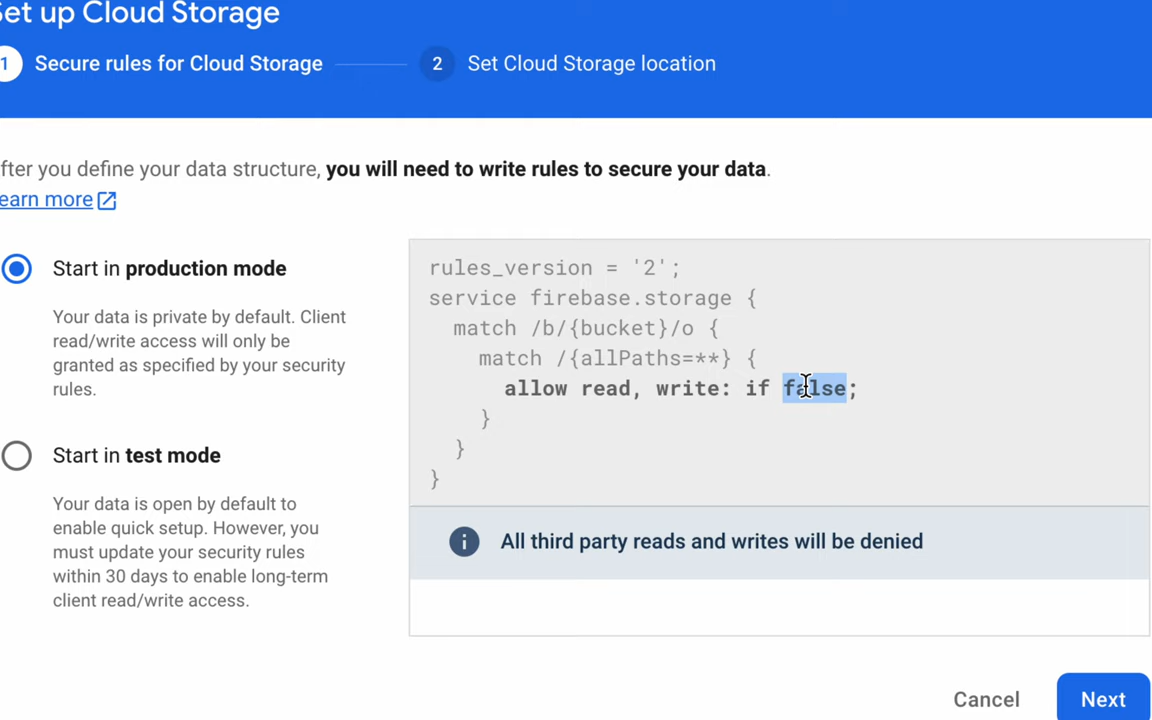 Set up Cloud Storage
1 Secure rules for Cloud Storage
2 Set Cloud Storage location
fter you define your data structure, you will need to write rules to secure your data.
earn more
Start in production mode
Your data is private by default. Client
read/write access will only be
granted as specified by your security
rules.
Start in test mode
Your data is open by default to
enable quick setup. However, you
must update your security rules
within 30 days to enable long-term
client read/write access.
rules_version = '2';
service firebase.storage {
match /b/{bucket}/o {
match /{allPaths=**} {
allow read, write: if false;
}
}
}
All third party reads and writes will be denied
Cancel
Next